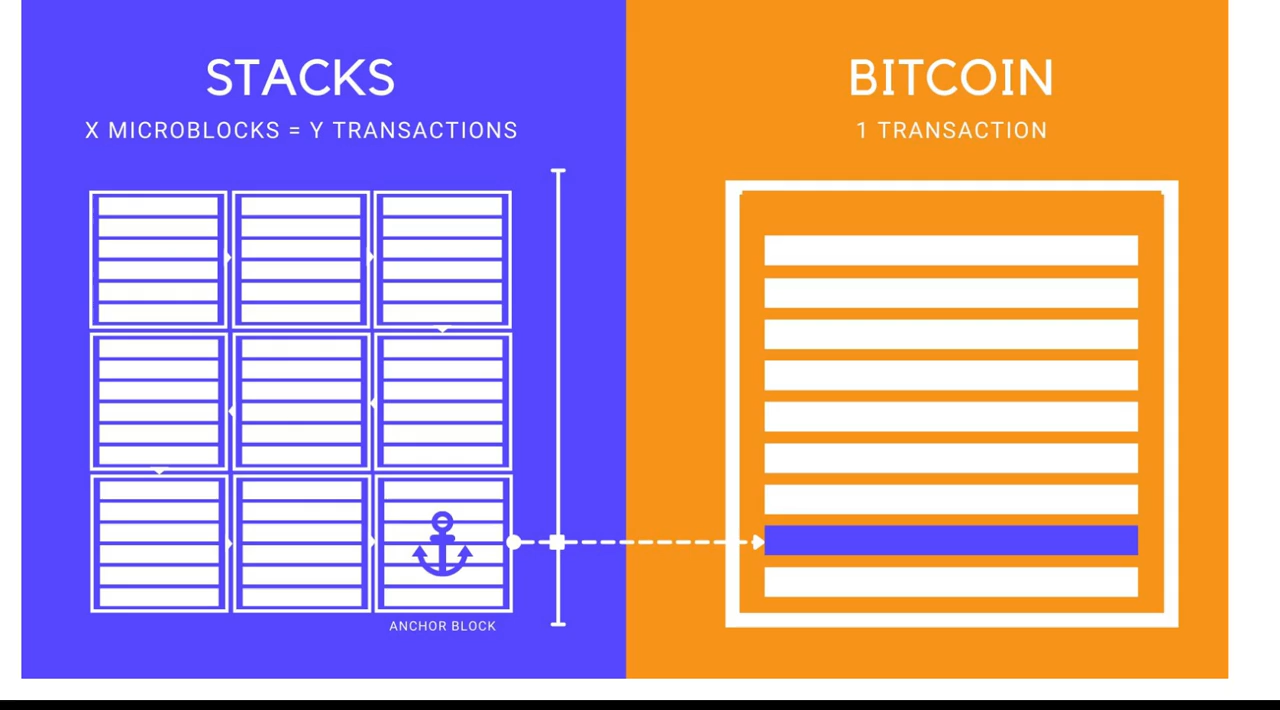 STACKS
X MICROBLOCKS = Y TRANSACTIONS
ANCHOR BLOCK
BITCOIN
1 TRANSACTION